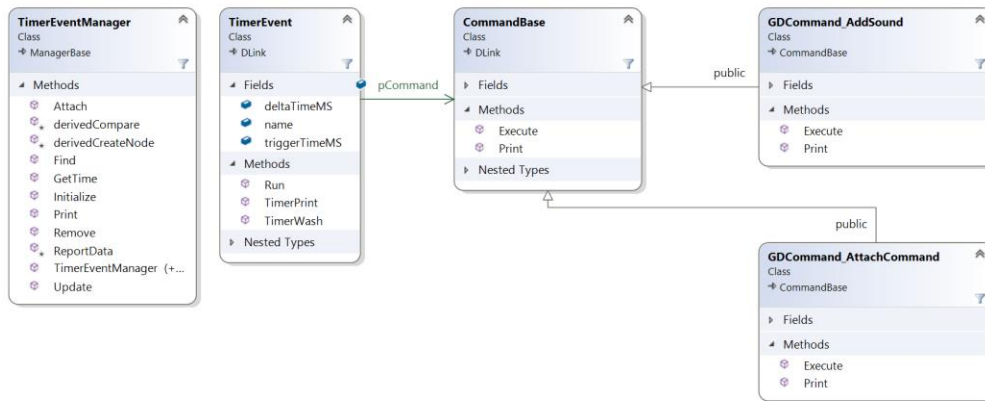 TimerEventManager
Class
ManagerBase
Methods
Attach
derivedCompare
derivedCreateNode
Find
GetTime
Initialize
Print
Remove
ReportData
TimerEventManager (+...
Update
TimerEvent
Class
DLink
Fields
deltaTimeMS
name
triggerTimeMS
Methods
Run
TimerPrint
TimerWash
Nested Types
pCommand
CommandBase
Class
DLink
Fields
Methods
Execute
Print
Nested Types
public
GDCommand_AddSound
Class
CommandBase
Fields
Methods
Execute
Print
public
GDCommand_AttachCommand
Class
CommandBase
Fields
Methods
Execute
Print